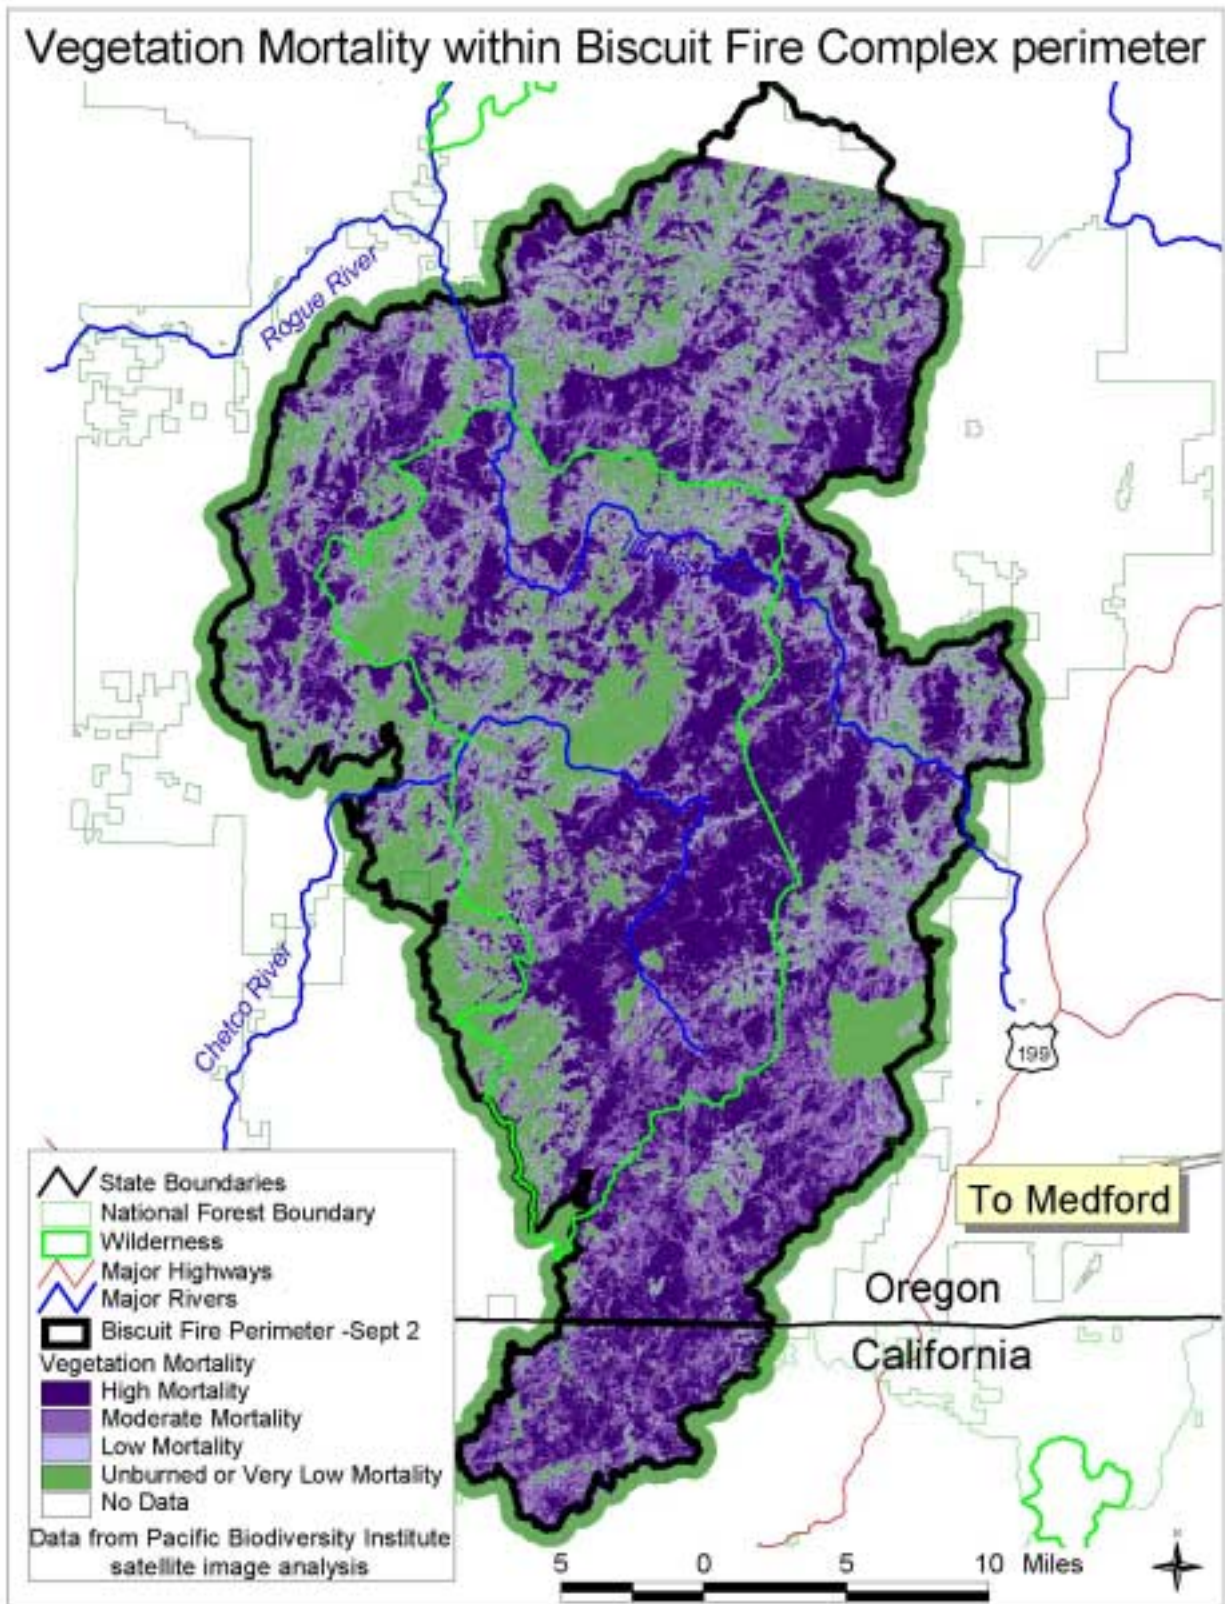 Vegetation Mortality within Biscuit Fire Complex perimeter
Rogue River
Chetco River
199
To Medford
Oregon
California
State Boundaries
National Forest Boundary
Wilderness
Major Highways
Major Rivers
Biscuit Fire Perimeter -Sept 2
Vegetation Mortality
High Mortality
Moderate Mortality
Low Mortality
Unburned or Very Low Mortality
No Data
Data from Pacific Biodiversity Institute
satellite image analysis
5 0 5 10 Miles